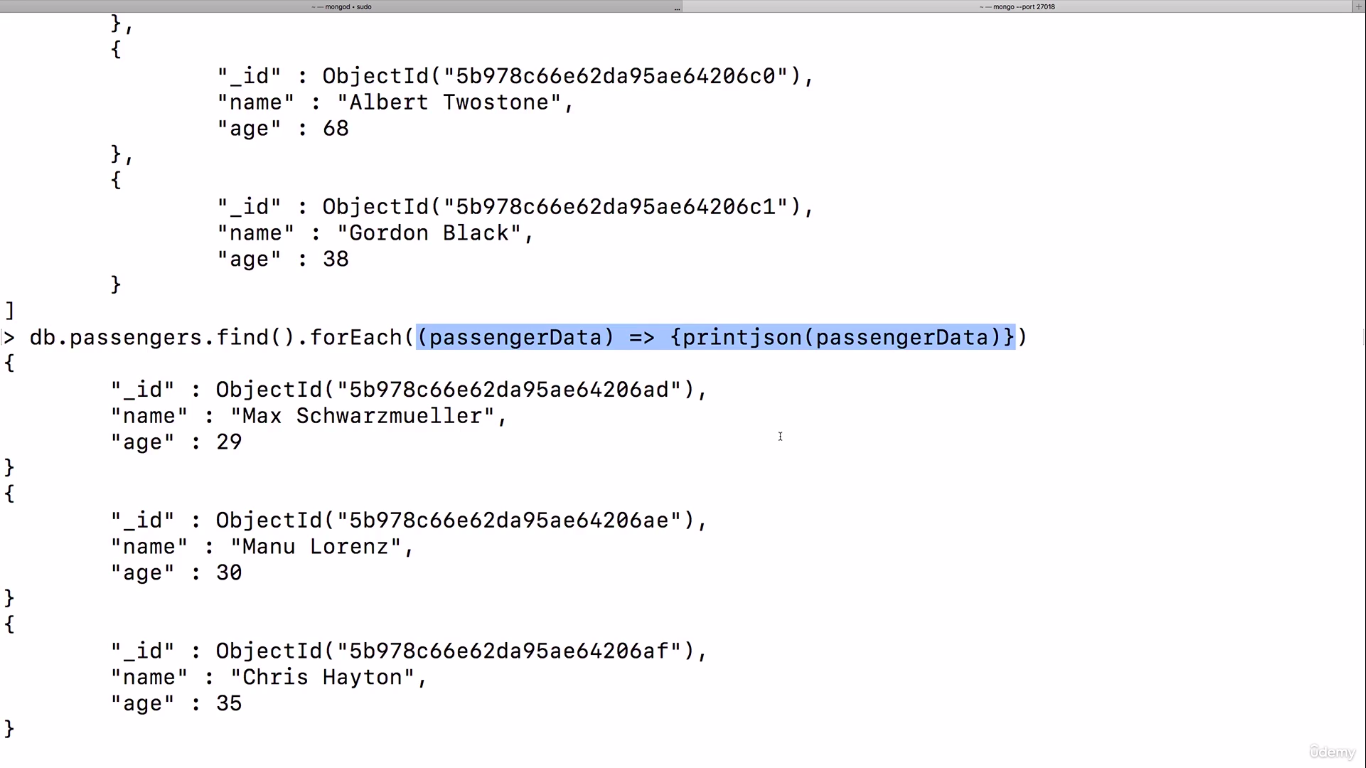 ~ — mongod • sudo
...
~ — mongo --port 27018
+
},
{
"_id" : ObjectId("5b978c66e62da95ae64206c0"),
"name" : "Albert Twostone",
"age" : 68
},
{
"_id" : ObjectId("5b978c66e62da95ae64206c1"),
"name" : "Gordon Black",
"age" : 38
}
]
> db.passengers.find().forEach((passengerData) => {printjson(passengerData)})
{
"_id" : ObjectId("5b978c66e62da95ae64206ad"),
"name" : "Max Schwarzmueller",
"age" : 29
}
{
"_id" : ObjectId("5b978c66e62da95ae64206ae"),
"name" : "Manu Lorenz",
"age" : 30
}
{
"_id" : ObjectId("5b978c66e62da95ae64206af"),
"name" : "Chris Hayton",
"age" : 35
}
ûdemy